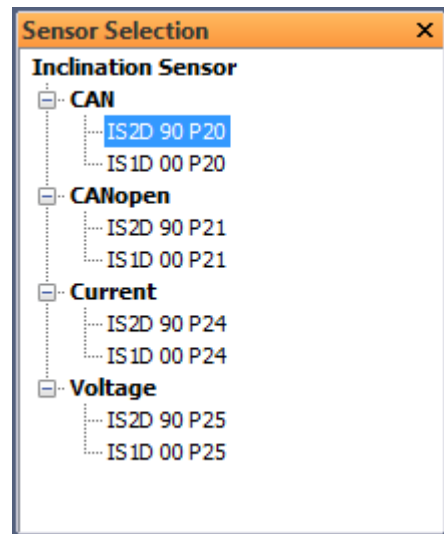 Sensor Selection
Inclination Sensor
CAN
IS2D 90 P20
IS1D 00 P20
CANopen
IS2D 90 P21
IS1D 00 P21
Current
IS2D 90 P24
IS1D 00 P24
Voltage
IS2D 90 P25
IS1D 00 P25